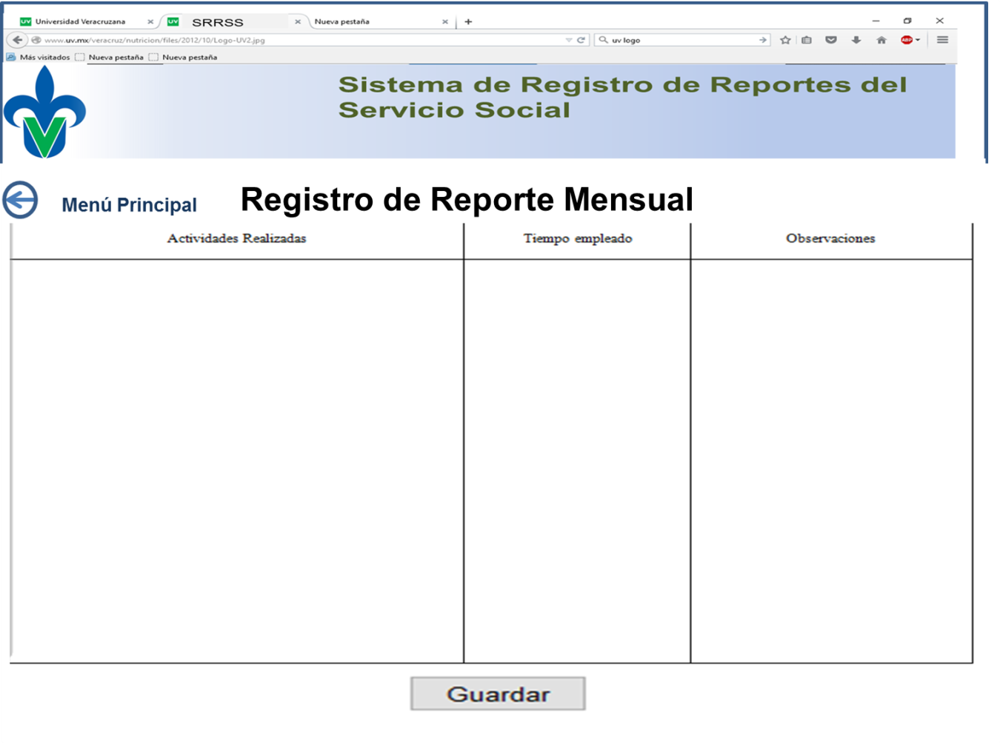 UV Universidad Veracruzana × UV SRRSS × Nueva pestaña × +
www.uv.mx/veracruz/nutricion/files/2012/10/Logo-UV2.jpg uv logo ABP
Más visitados Nueva pestaña Nueva pestaña
Sistema de Registro de Reportes del
Servicio Social
Menú Principal Registro de Reporte Mensual
Actividades Realizadas Tiempo empleado Observaciones
Guardar